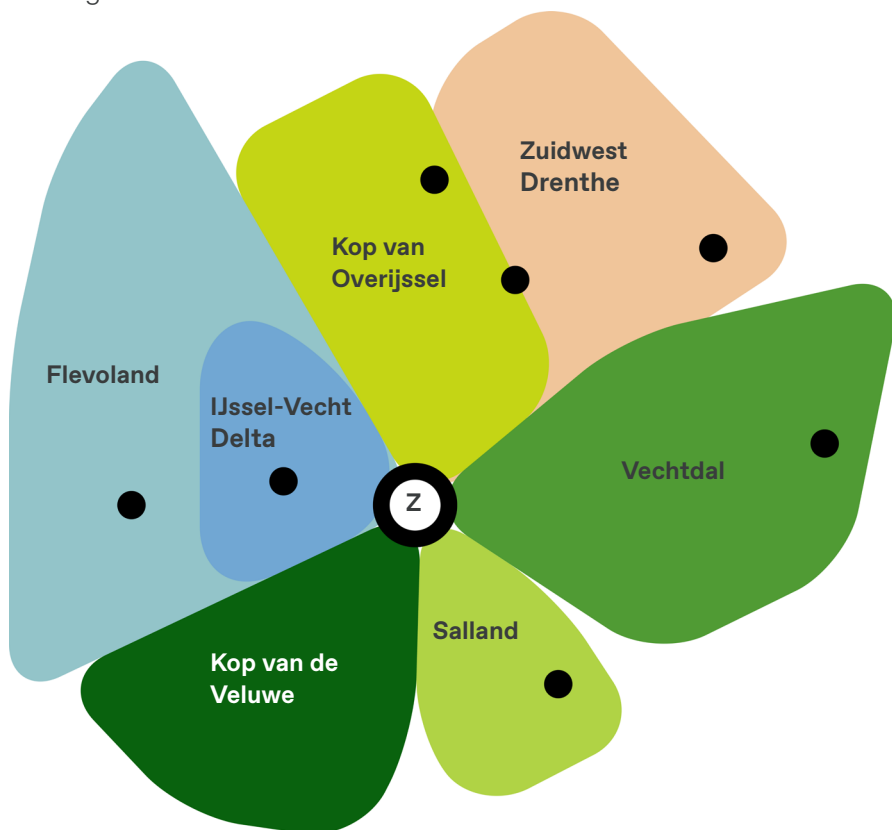 Zuidwest
Drenthe
Kop van
Overijssel
Flevoland
IJssel-Vecht
Delta
Vechtdal
Z
Salland
Kop van de
Veluwe